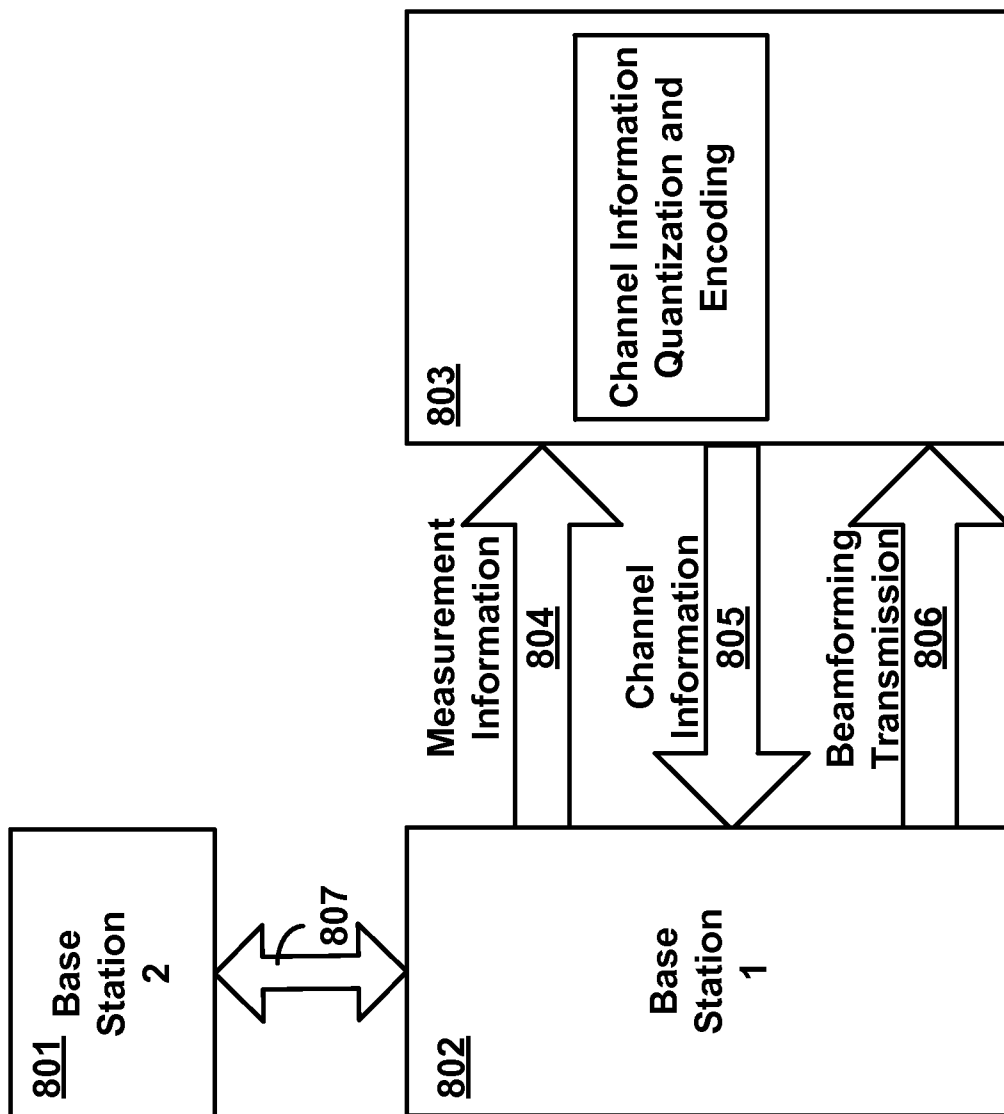 801
Base
Station
2
807
802
Base
Station
1
Measurement
Information
804
Channel
Information
805
Beamforming
Transmission
806
803
Channel Information
Quantization and
Encoding